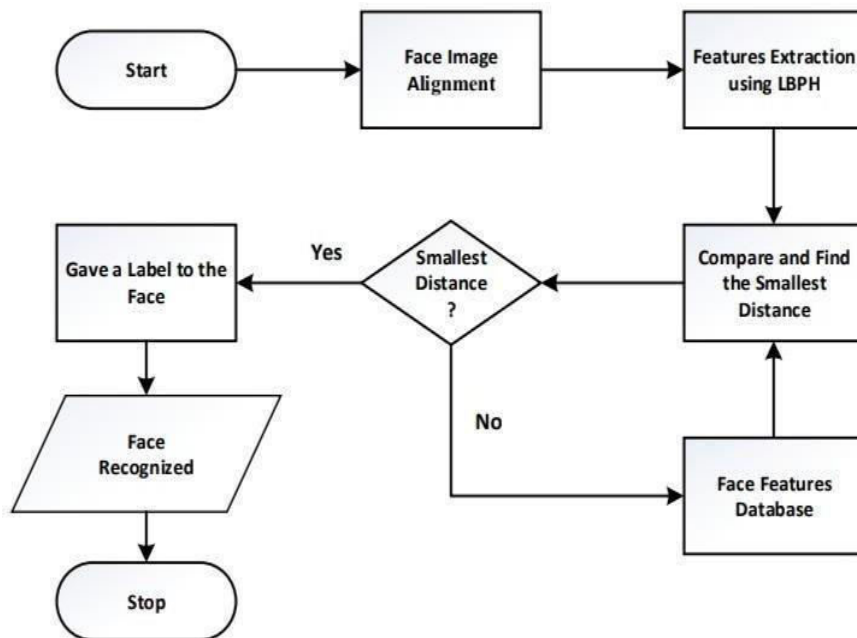 Start
Face Image
Alignment
Features Extraction
using LBPH
Compare and Find
the Smallest
Distance
Smallest
Distance
?
Yes
Gave a Label to the
Face
No
Face Features
Database
Face
Recognized
Stop